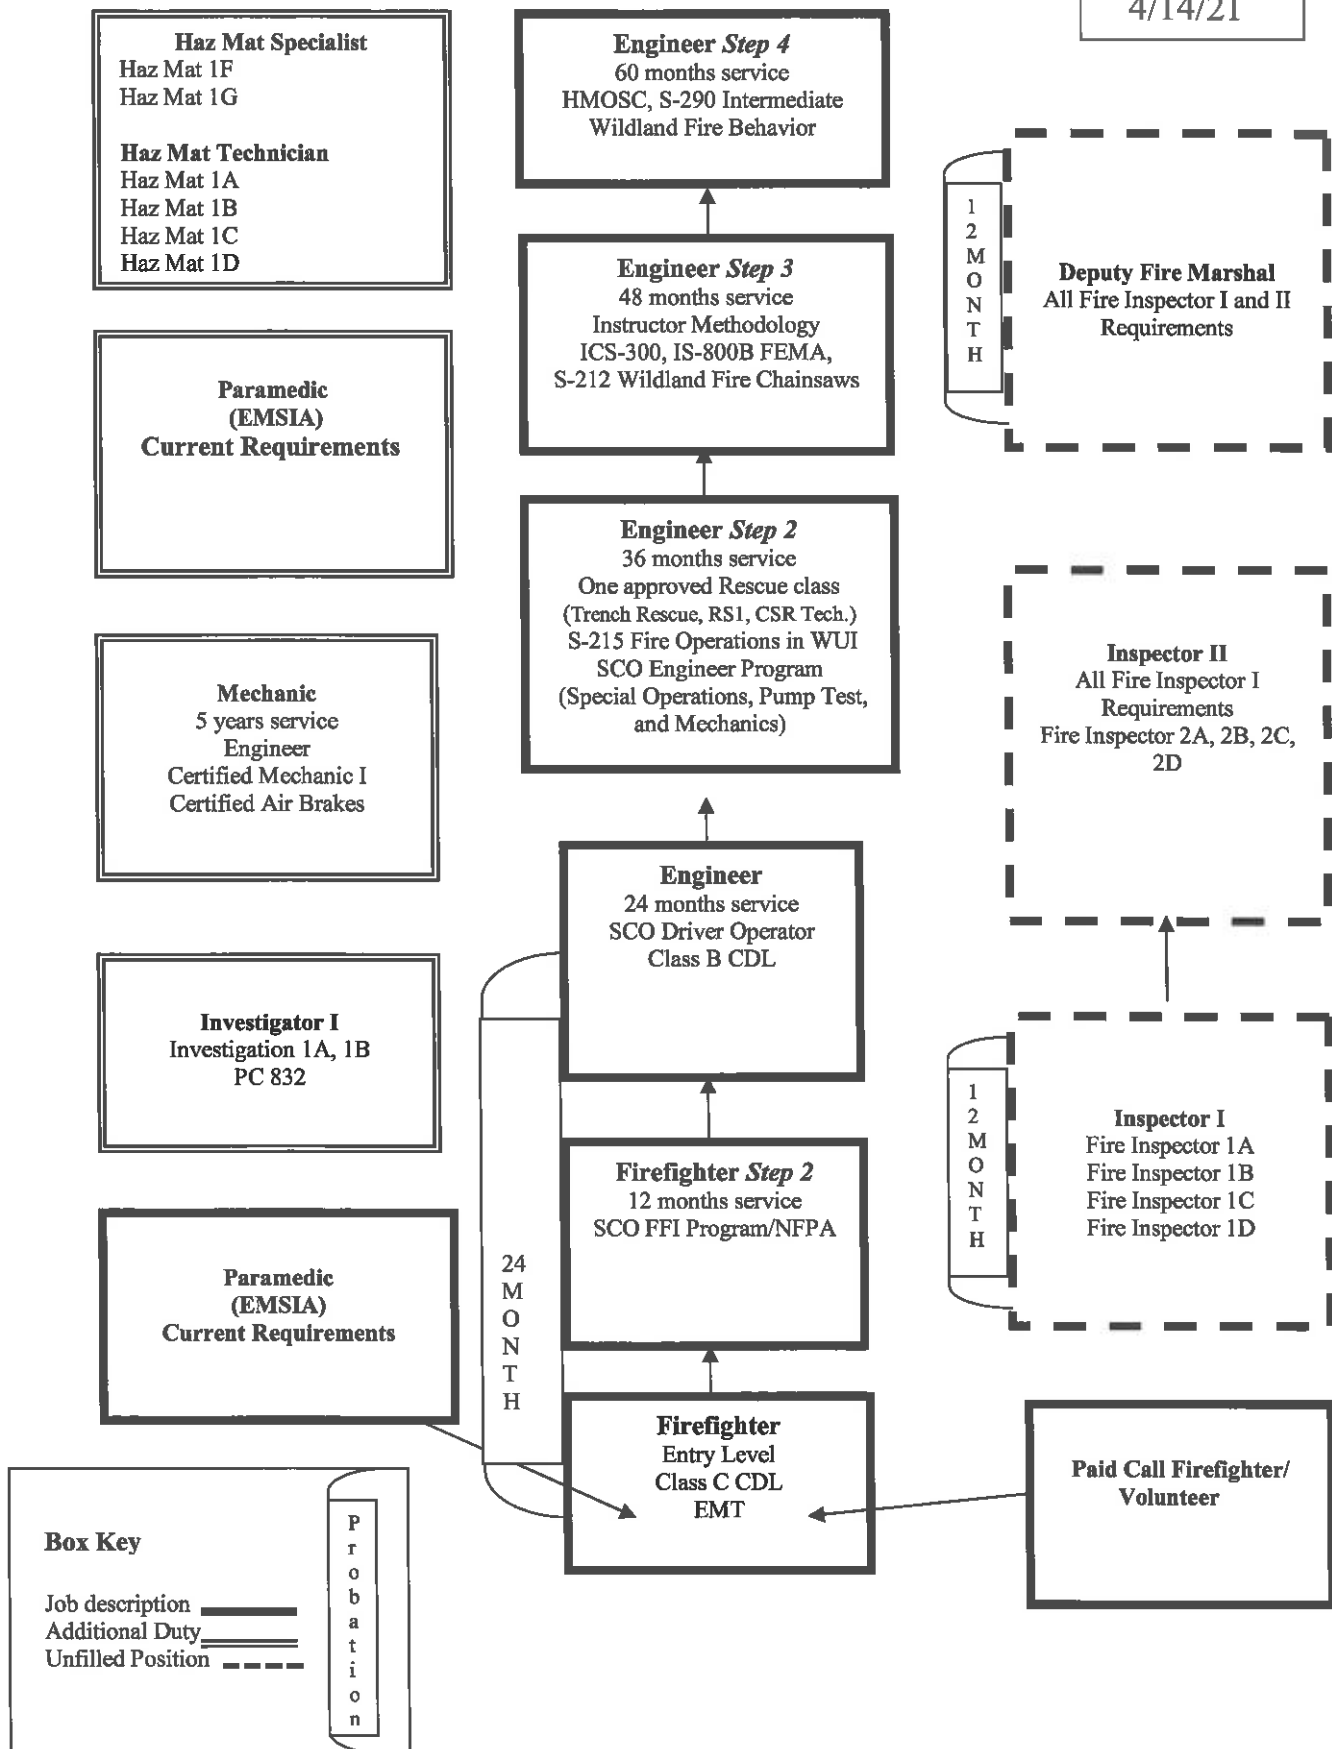 4/14/21
Haz Mat Specialist
Haz Mat 1F
Haz Mat 1G
Haz Mat Technician
Haz Mat 1A
Haz Mat 1B
Haz Mat 1C
Haz Mat 1D
Paramedic
(EMSIA)
Current Requirements
Mechanic
5 years service
Engineer
Certified Mechanic I
Certified Air Brakes
Investigator I
Investigation 1A, 1B
PC 832
Paramedic
(EMSIA)
Current Requirements
Engineer Step 4
60 months service
HMOSC, S-290 Intermediate
Wildland Fire Behavior
Engineer Step 3
48 months service
Instructor Methodology
ICS-300, IS-800B FEMA,
S-212 Wildland Fire Chainsaws
Engineer Step 2
36 months service
One approved Rescue class
(Trench Rescue, RS1, CSR Tech.)
S-215 Fire Operations in WUI
SCO Engineer Program
(Special Operations, Pump Test,
and Mechanics)
Engineer
24 months service
SCO Driver Operator
Class B CDL
Firefighter Step 2
12 months service
SCO FFI Program/NFPA
24
M
O
N
T
H
Firefighter
Entry Level
Class C CDL
EMT
1
2
M
O
N
T
H
Deputy Fire Marshal
All Fire Inspector I and II
Requirements
Inspector II
All Fire Inspector I
Requirements
Fire Inspector 2A, 2B, 2C,
2D
1
2
M
O
N
T
H
Inspector I
Fire Inspector 1A
Fire Inspector 1B
Fire Inspector 1C
Fire Inspector 1D
Paid Call Firefighter/
Volunteer
Box Key
Job description
Additional Duty
Unfilled Position
P
r
o
b
a
t
i
o
n